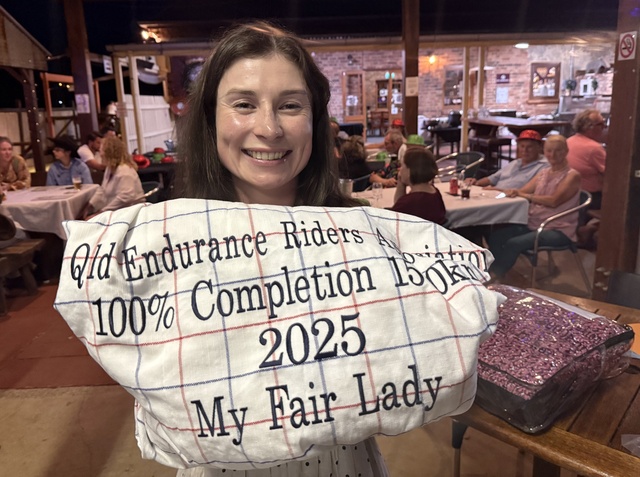 Qld Endurance Riders
100% Completion 150km
2025
My Fair Lady